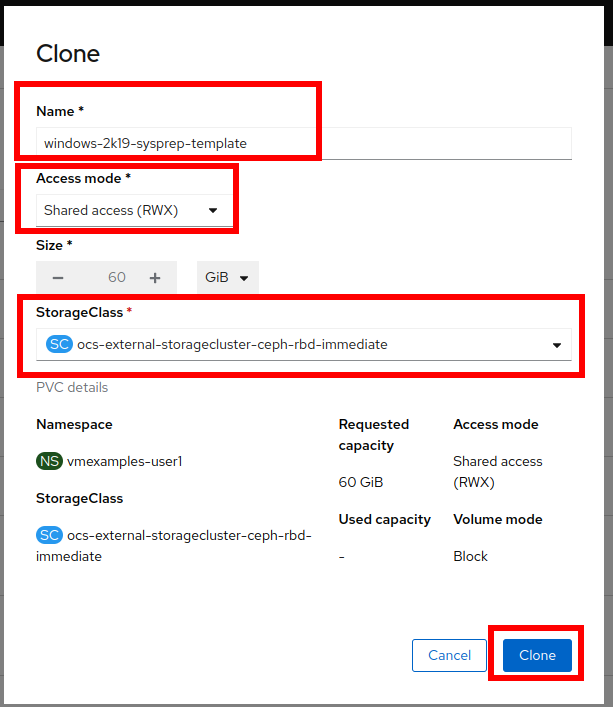 Clone
Name *
windows-2k19-sysprep-template
Access mode *
Shared access (RWX)
Size *
60
GiB
StorageClass *
SC ocs-external-storagecluster-ceph-rbd-immediate
PVC details
Namespace
NS vmexamples-user1
StorageClass
SC ocs-external-storagecluster-ceph-rbd-
immediate
Requested
capacity
60 GiB
Used capacity
-
Access mode
Shared access
(RWX)
Volume mode
Block
Cancel
Clone